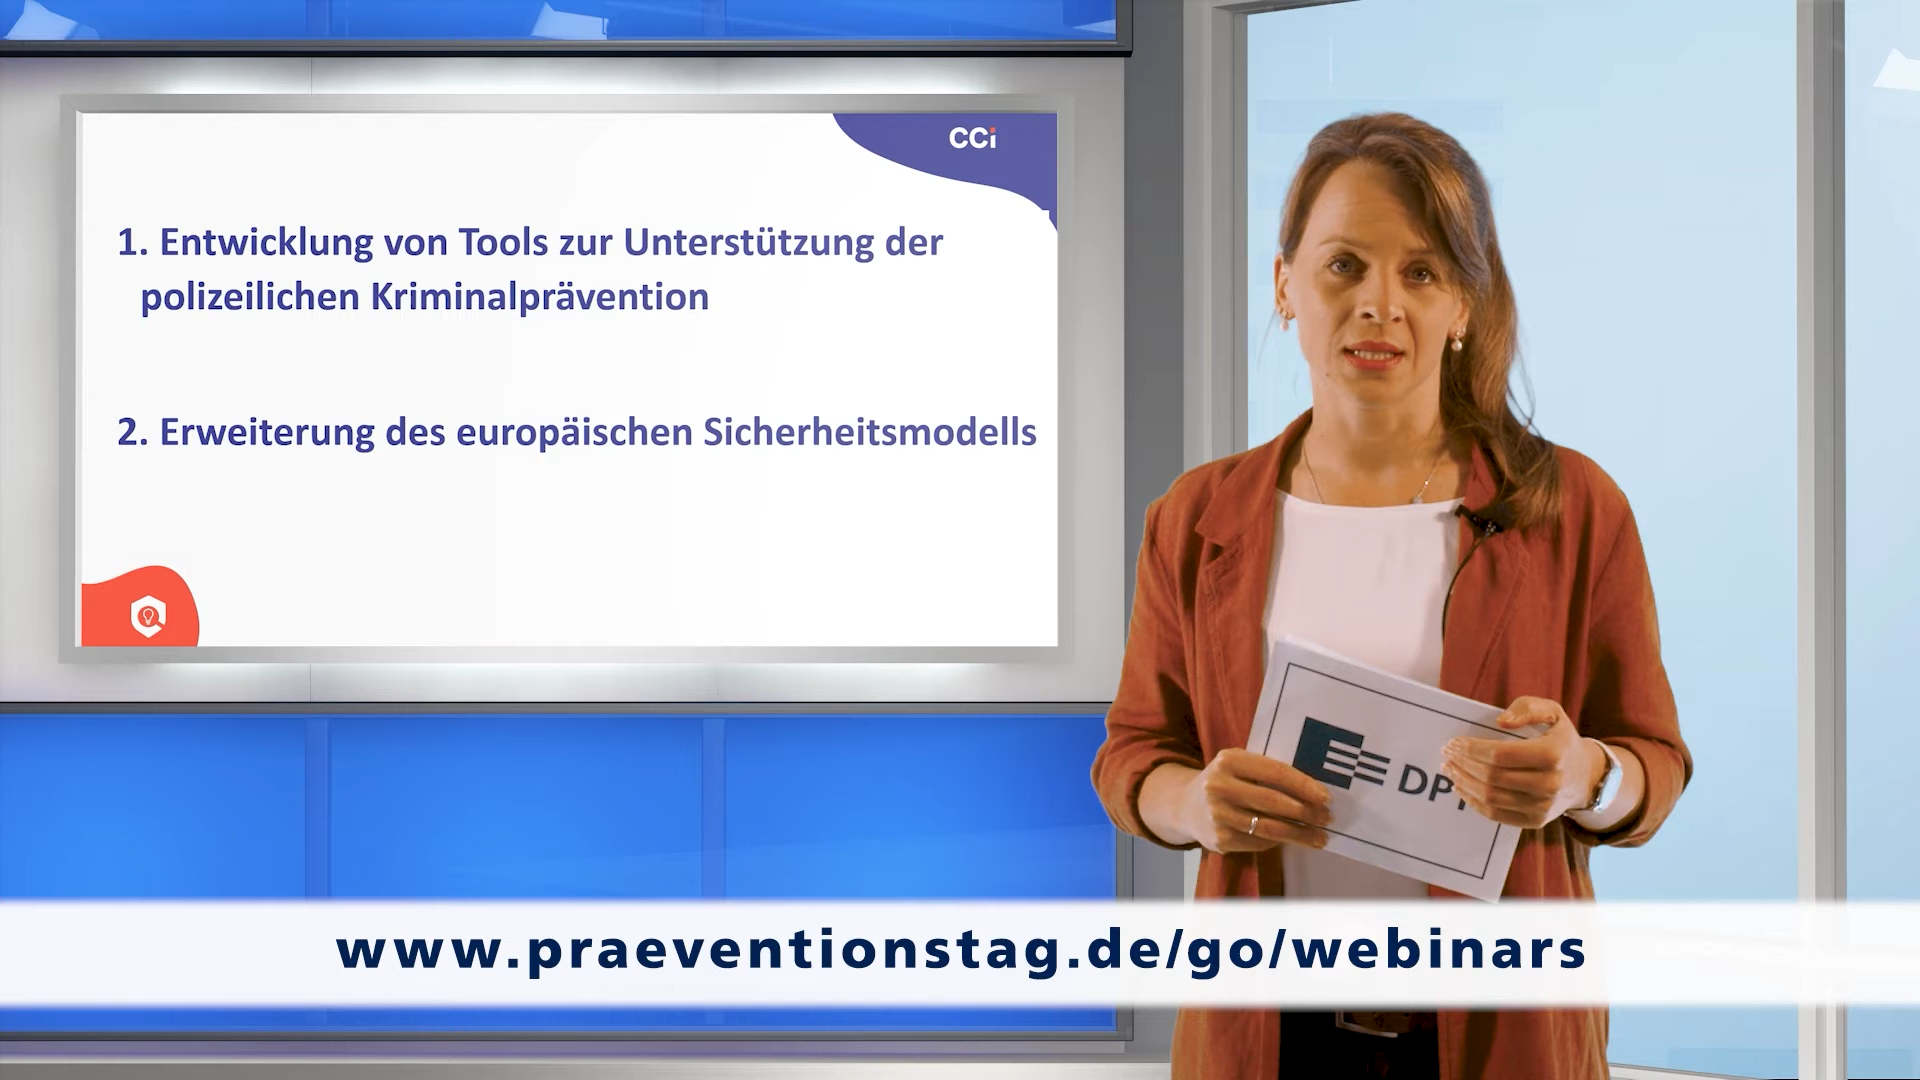 CCi
1. Entwicklung von Tools zur Unterstützung der
polizeilichen Kriminalprävention
2. Erweiterung des europäischen Sicherheitsmodells
www.praeventionstag.de/go/webinars